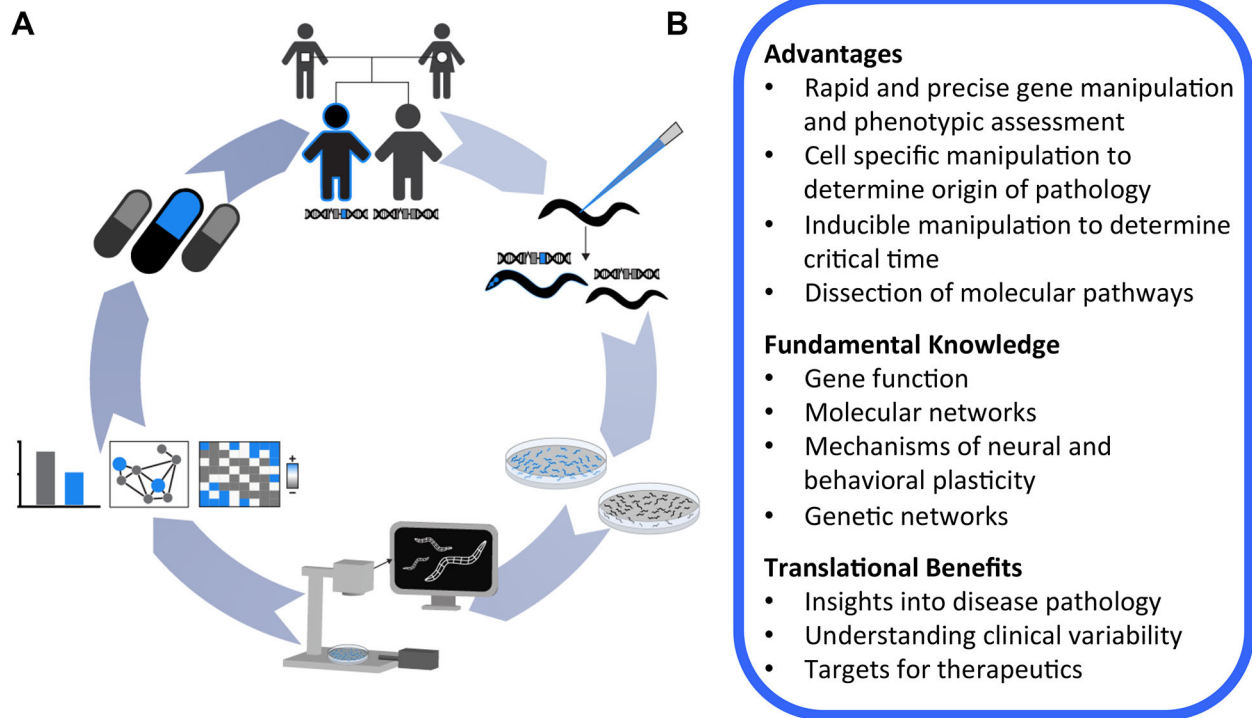 A
B
+
−
Advantages
• Rapid and precise gene manipulation
and phenotypic assessment
• Cell specific manipulation to
determine origin of pathology
• Inducible manipulation to determine
critical time
• Dissection of molecular pathways
Fundamental Knowledge
• Gene function
• Molecular networks
• Mechanisms of neural and
behavioral plasticity
• Genetic networks
Translational Benefits
• Insights into disease pathology
• Understanding clinical variability
• Targets for therapeutics